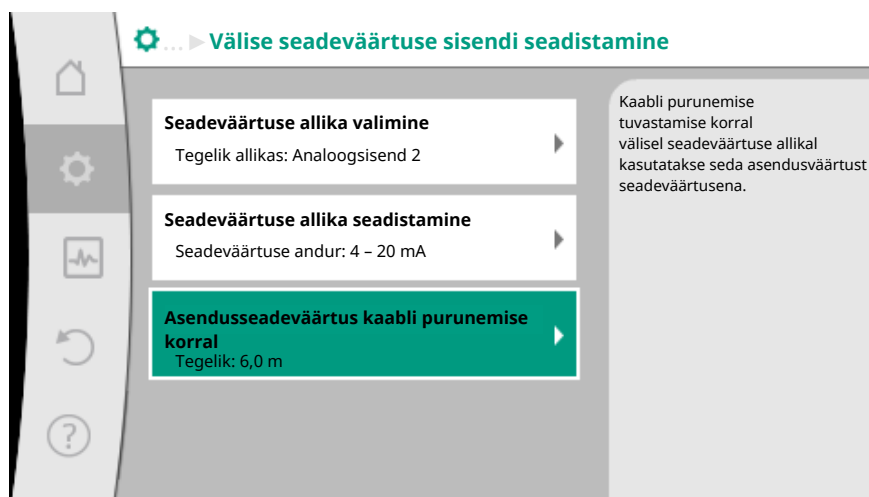 ... Välise seadeväärtuse sisendi seadistamine
Seadeväärtuse allika valimine
Tegelik allikas: Analoogsisend 2
Seadeväärtuse allika seadistamine
Seadeväärtuse andur: 4 – 20 mA
Asendusseadeväärtus kaabli purunemise
korral
Tegelik: 6,0 m
Kaabli purunemise
tuvastamise korral
välisel seadeväärtuse allikal
kasutatakse seda asendusväärtust
seadeväärtusena.
?